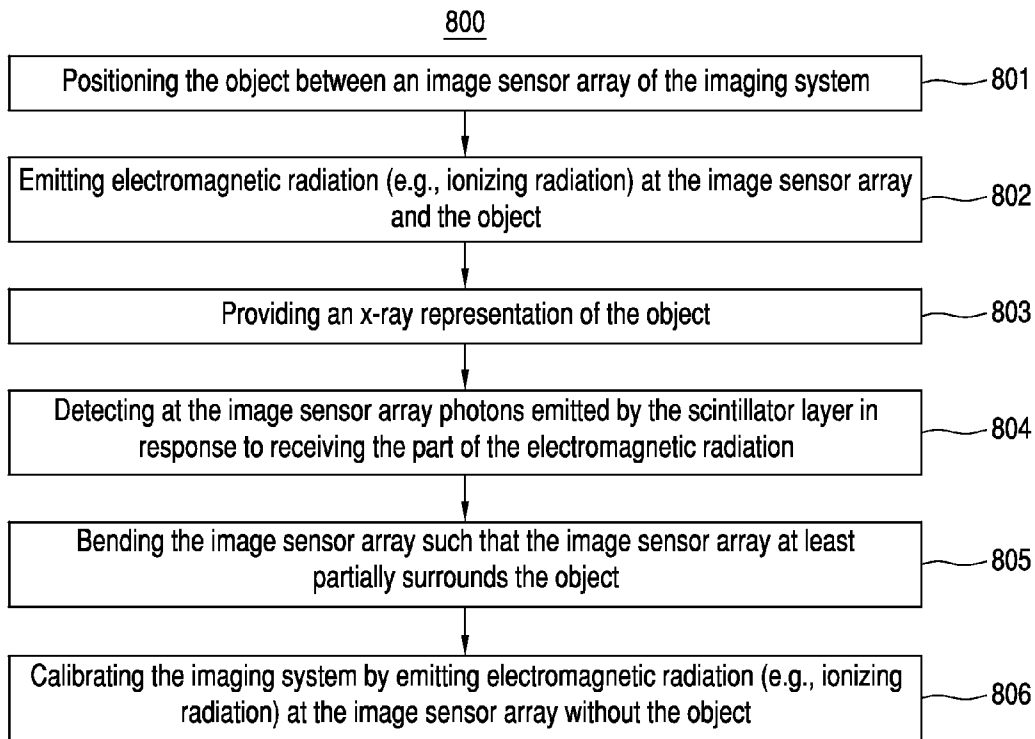 800
Positioning the object between an image sensor array of the imaging system
801
Emitting electromagnetic radiation (e.g., ionizing radiation) at the image sensor array
and the object
802
Providing an x-ray representation of the object
803
Detecting at the image sensor array photons emitted by the scintillator layer in
response to receiving the part of the electromagnetic radiation
804
Bending the image sensor array such that the image sensor array at least
partially surrounds the object
805
Calibrating the imaging system by emitting electromagnetic radiation (e.g., ionizing
radiation) at the image sensor array without the object
806